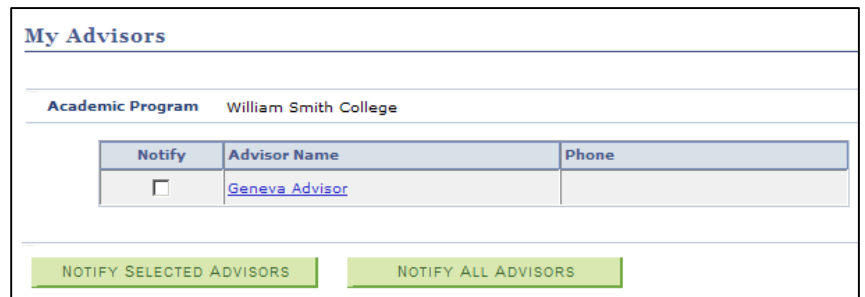 My Advisors
Academic Program William Smith College
Notify Advisor Name Phone
Geneva Advisor
NOTIFY SELECTED ADVISORS NOTIFY ALL ADVISORS